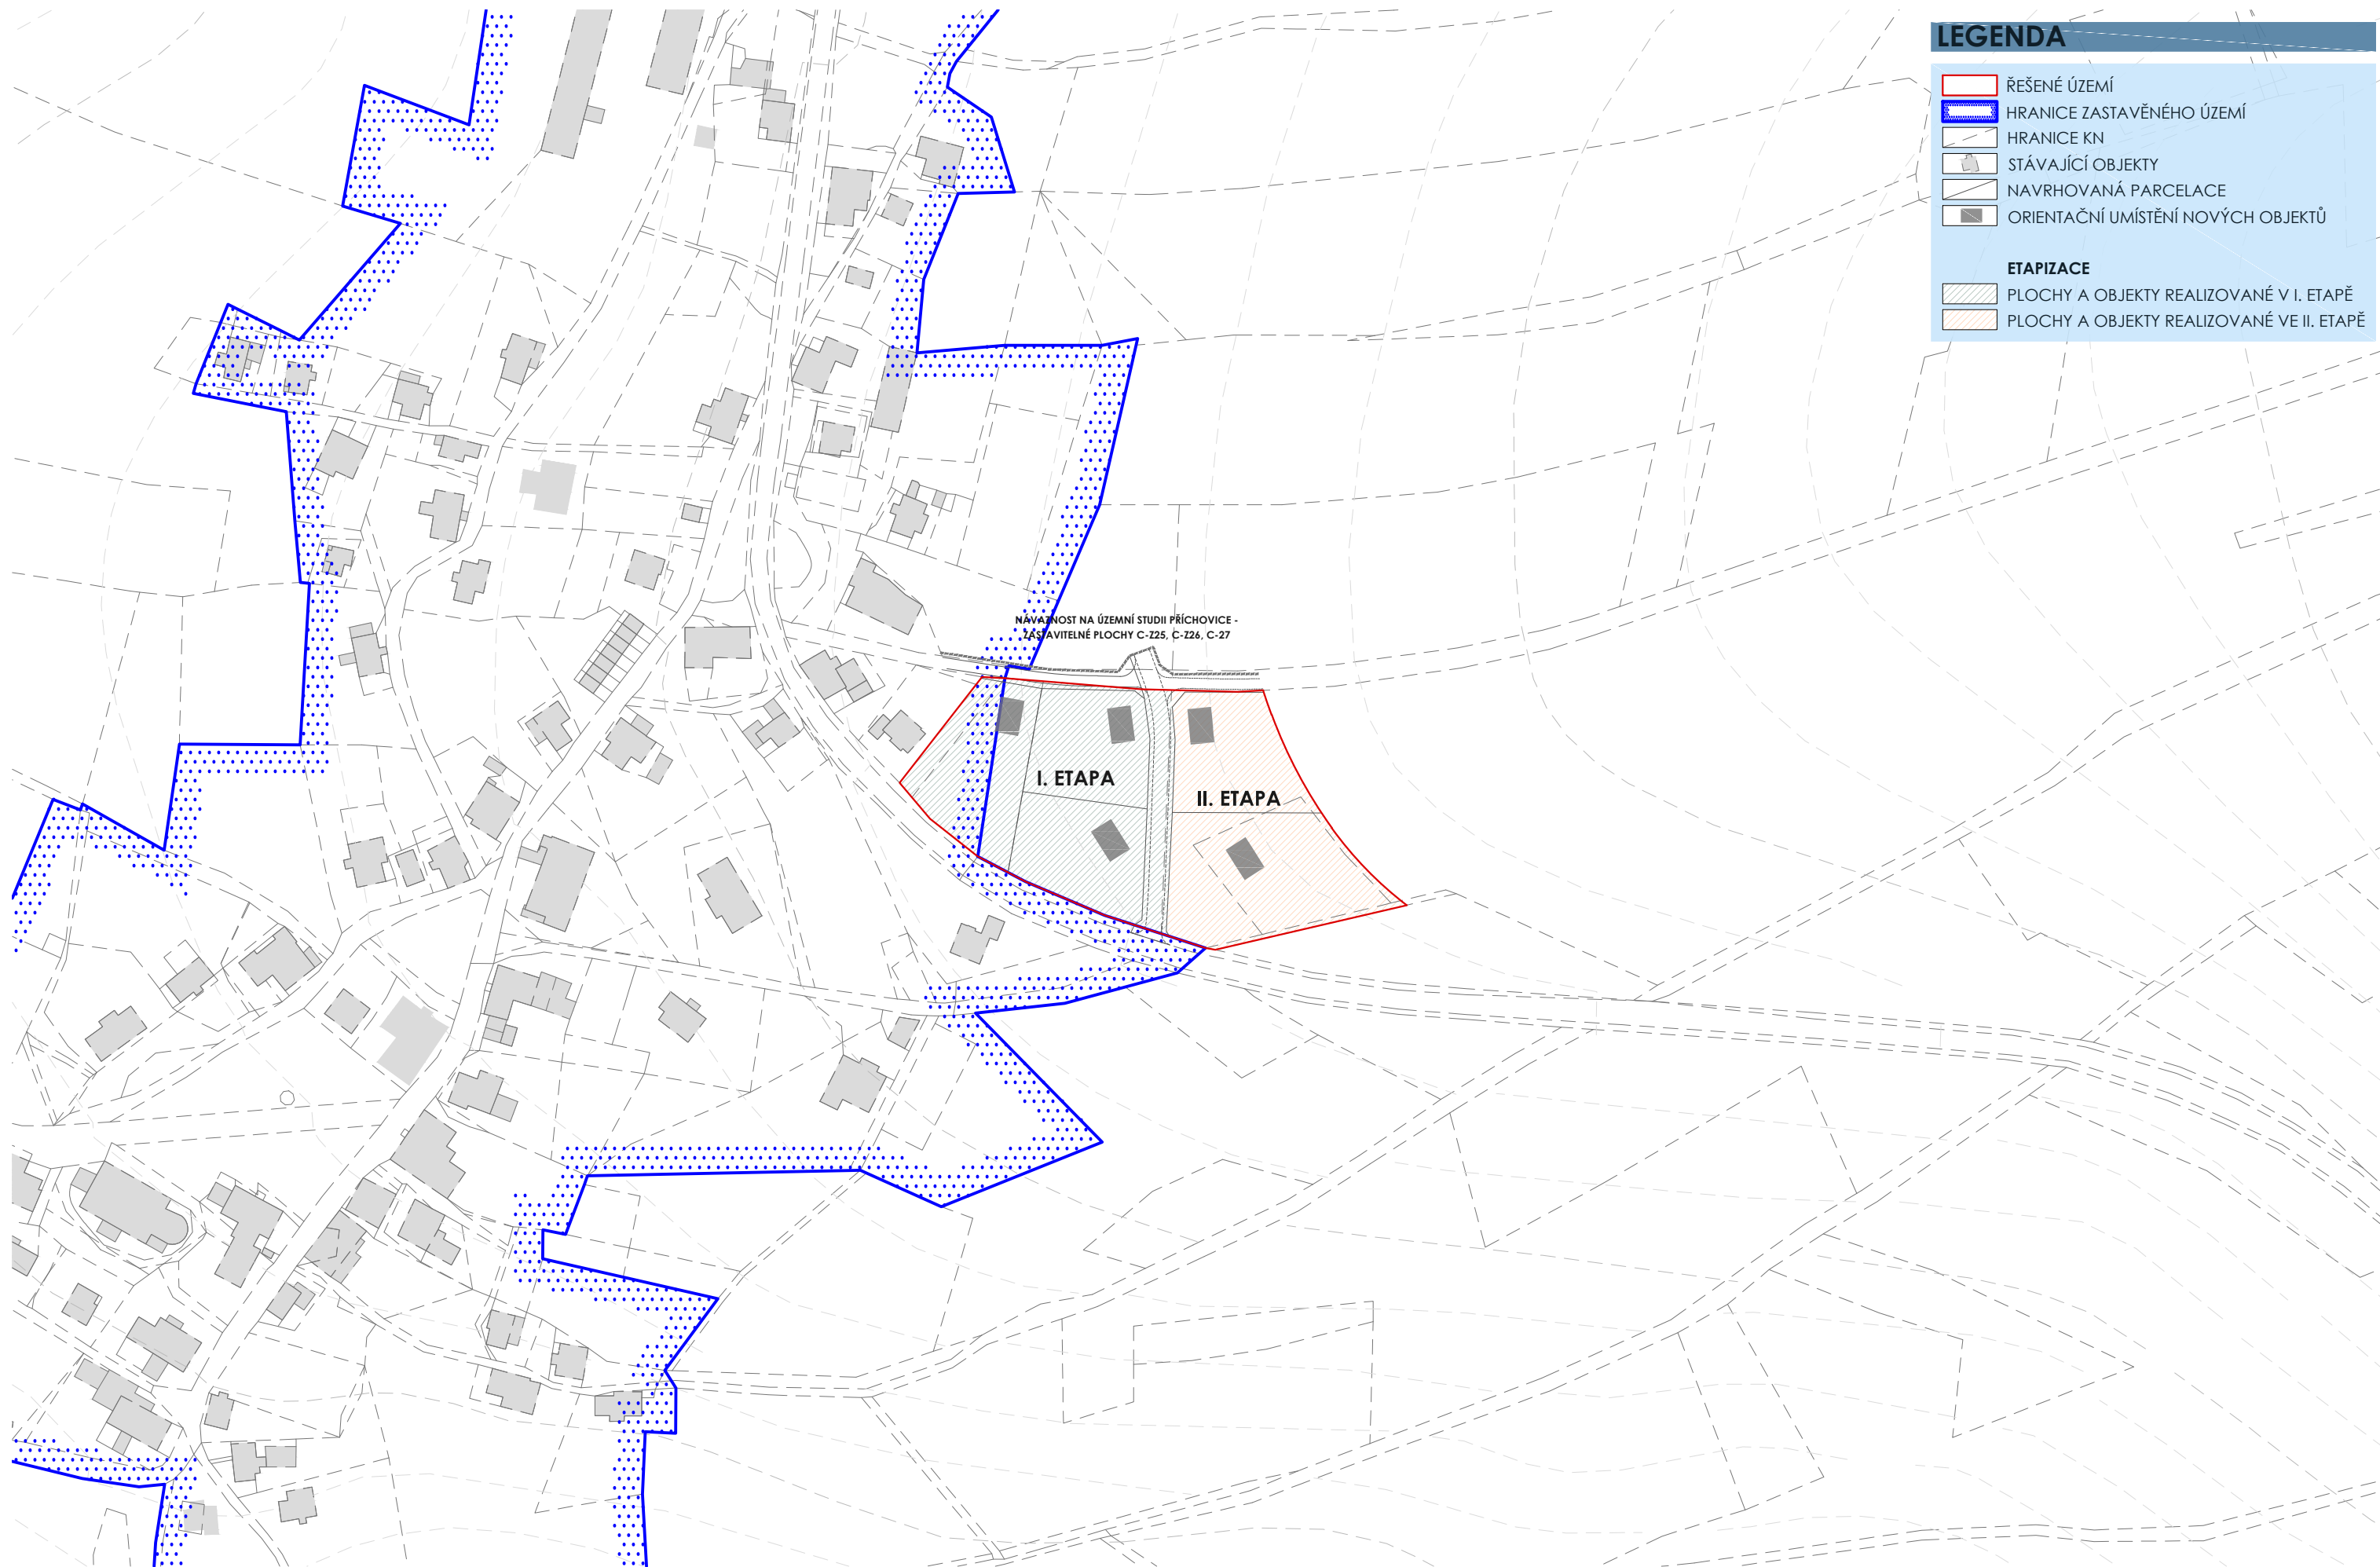 LEGENDA
ŘEŠENÉ ÚZEMÍ
HRANICE ZASTAVĚNÉHO ÚZEMÍ
HRANICE KN
STÁVAJÍCÍ OBJEKTY
NAVRHOVANÁ PARCELACE
ORIENTAČNÍ UMÍSTĚNÍ NOVÝCH OBJEKTŮ
ETAPIZACE
PLOCHY A OBJEKTY REALIZOVANÉ V I. ETAPĚ
PLOCHY A OBJEKTY REALIZOVANÉ VE II. ETAPĚ
NÁVAZNOST NA ÚZEMNÍ STUDII PŘÍCHOVICE -
ZASTAVITELNÉ PLOCHY C-Z25, C-Z26, C-27
I. ETAPA
II. ETAPA